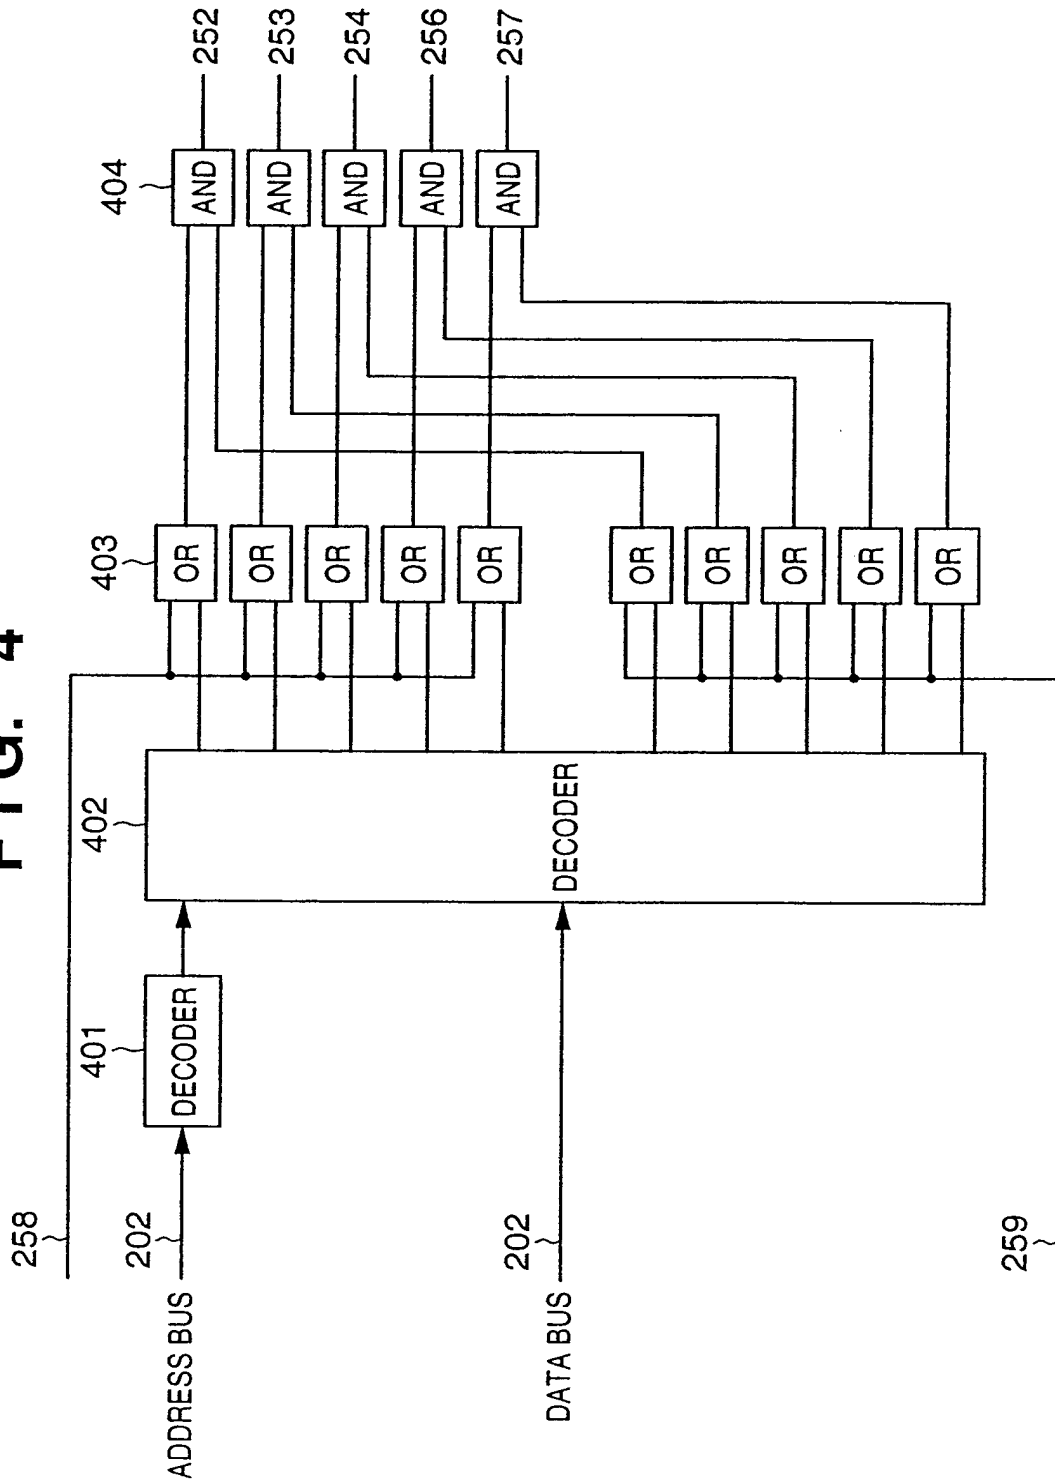 FIG. 4
258
401
402
403
404
202
ADDRESS BUS
DECODER
OR
AND
252
OR
AND
253
OR
AND
254
OR
AND
256
OR
AND
257
202
DATA BUS
DECODER
OR
OR
OR
OR
OR
259